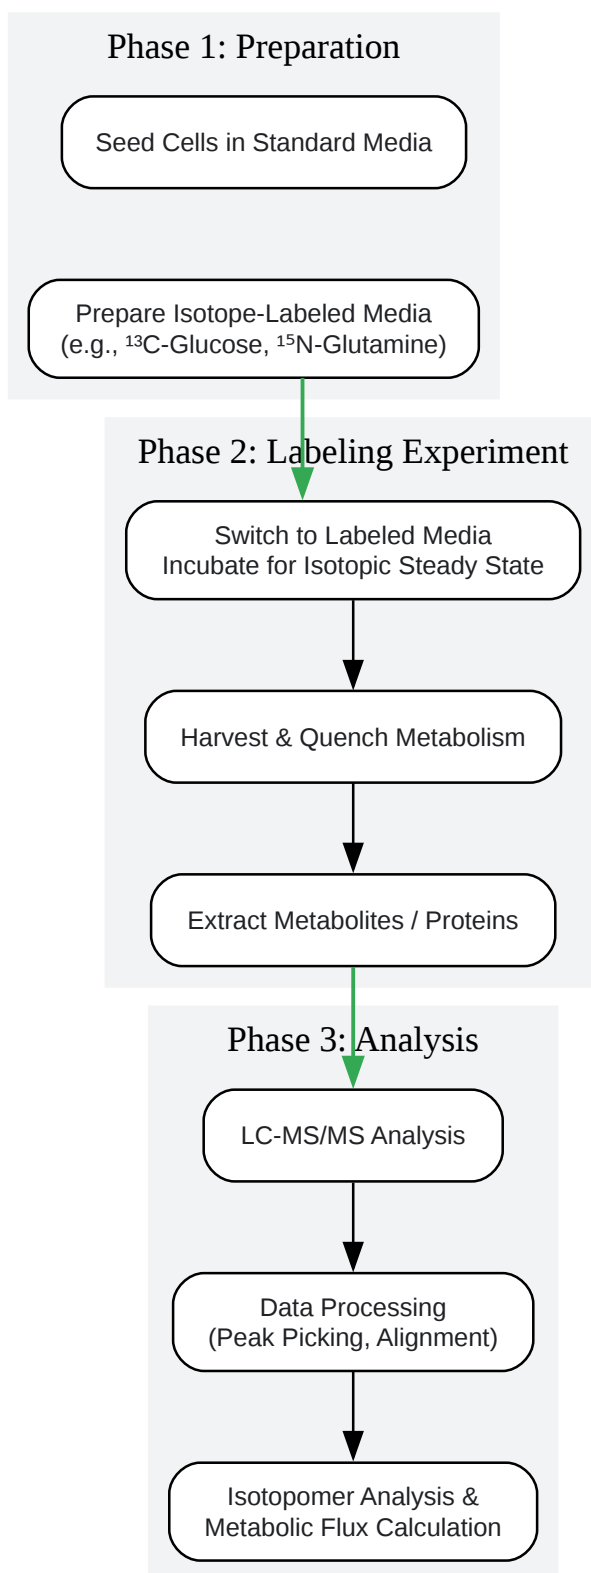 Phase 1: Preparation
Seed Cells in Standard Media
Prepare Isotope-Labeled Media
(e.g., ¹³C-Glucose, ¹⁵N-Glutamine)
Phase 2: Labeling Experiment
Switch to Labeled Media
Incubate for Isotopic Steady State
Harvest & Quench Metabolism
Extract Metabolites / Proteins
Phase 3: Analysis
LC-MS/MS Analysis
Data Processing
(Peak Picking, Alignment)
Isotopomer Analysis &
Metabolic Flux Calculation